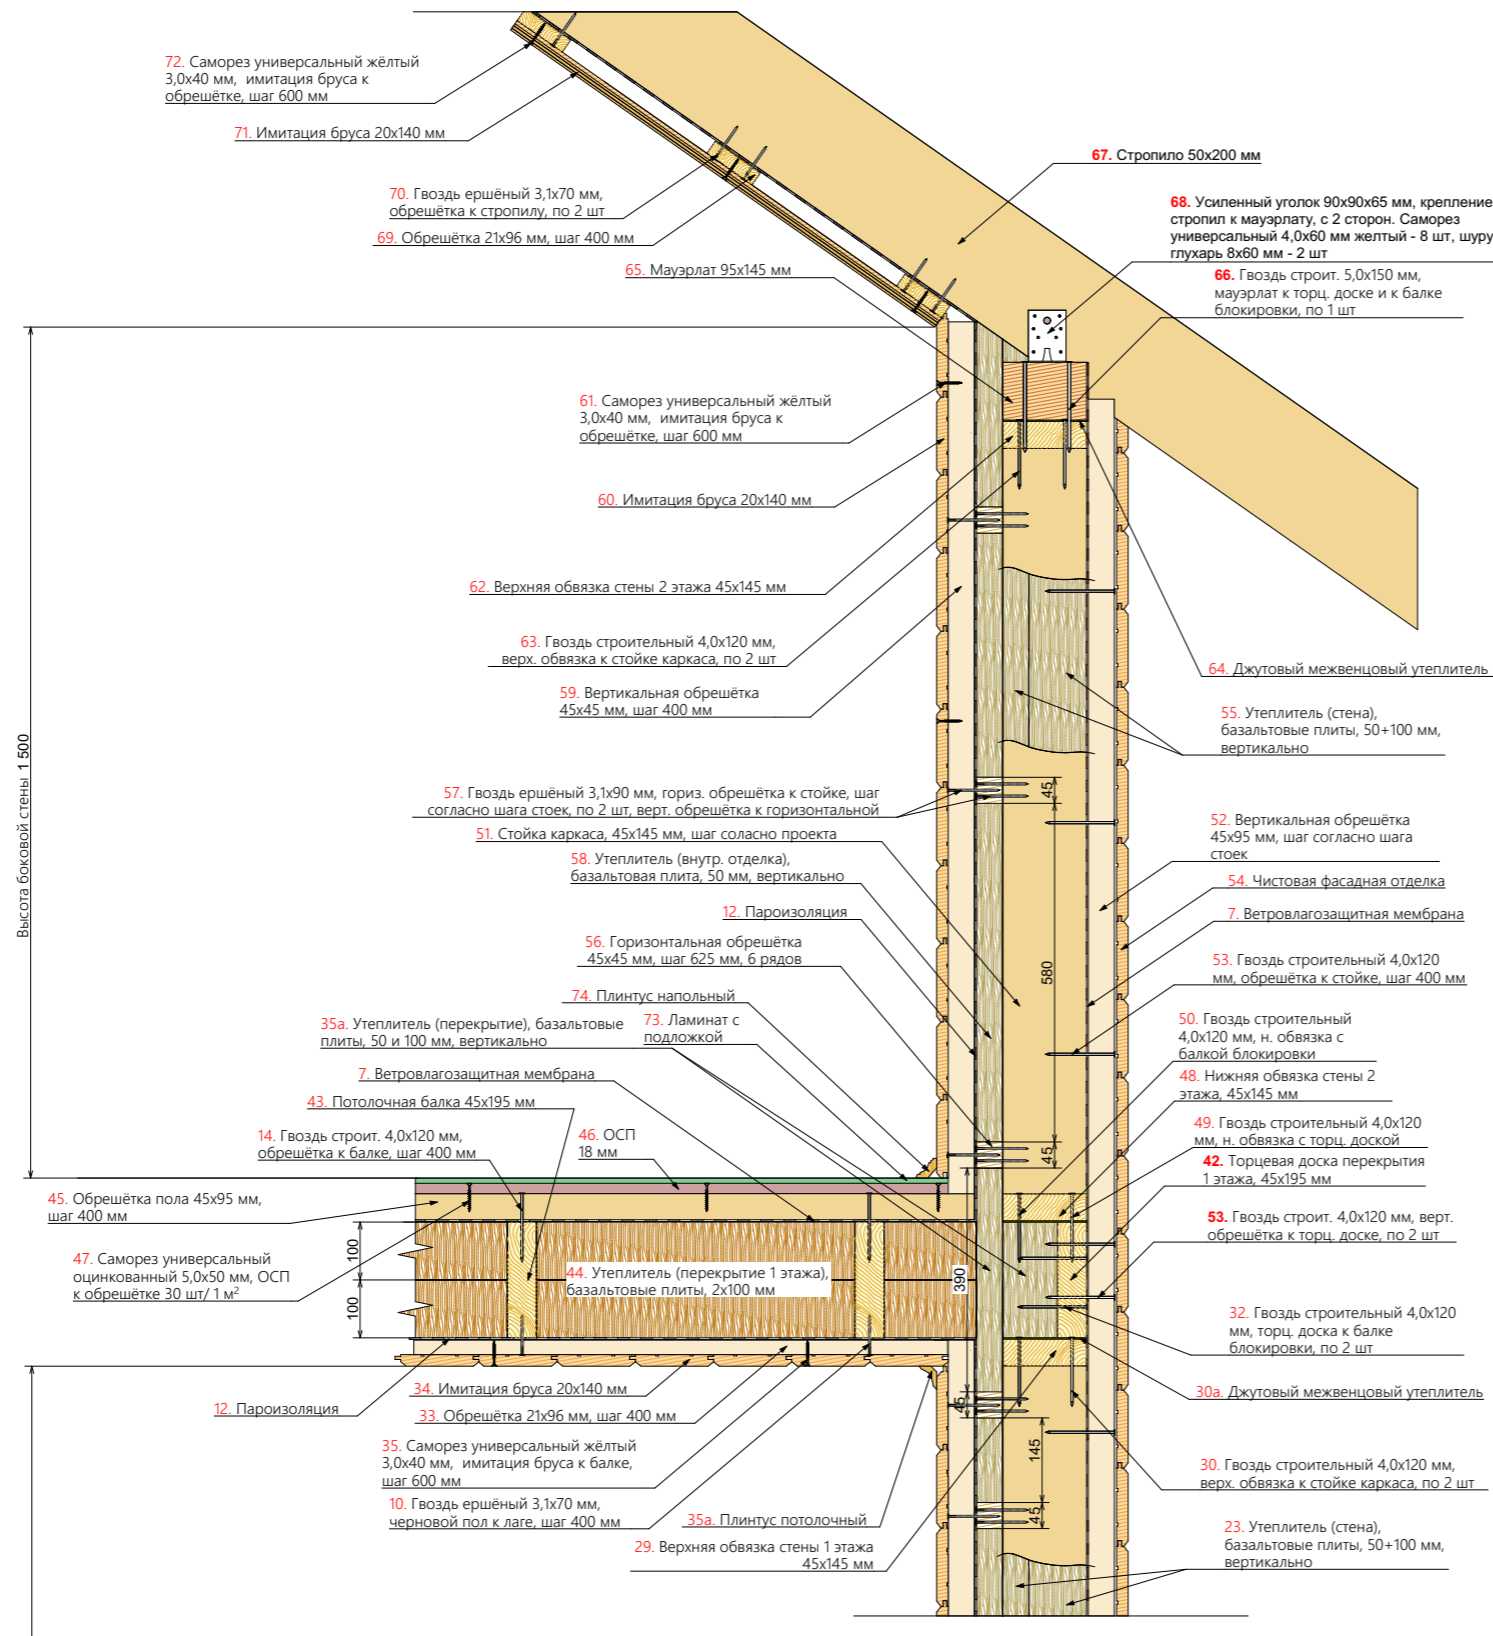 72. Саморез универсальный жёлтый
3,0х40 мм, имитация бруса к
обрешётке, шаг 600 мм
71. Имитация бруса 20х140 мм
70. Гвоздь ершёный 3,1х70 мм,
обрешётка к стропилу, по 2 шт
69. Обрешётка 21х96 мм, шаг 400 мм
65. Мауэрлат 95х145 мм
67. Стропило 50х200 мм
68. Усиленный уголок 90х90х65 мм, крепление
стропил к мауэрлату, с 2 сторон. Саморез
универсальный 4,0х60 мм желтый - 8 шт, шуру
глухарь 8х60 мм - 2 шт
66. Гвоздь строит. 5,0х150 мм,
мауэрлат к торц. доске и к балке
блокировки, по 1 шт
61. Саморез универсальный жёлтый
3,0х40 мм, имитация бруса к
обрешётке, шаг 600 мм
60. Имитация бруса 20х140 мм
62. Верхняя обвязка стены 2 этажа 45х145 мм
63. Гвоздь строительный 4,0х120 мм,
верх. обвязка к стойке каркаса, по 2 шт
59. Вертикальная обрешётка
45х45 мм, шаг 400 мм
64. Джутовый межвенцовый утеплитель
55. Утеплитель (стена),
базальтовые плиты, 50+100 мм,
вертикально
Высота боковой стены 1 500
57. Гвоздь ершёный 3,1х90 мм, гориз. обрешётка к стойке, шаг
согласно шага стоек, по 2 шт, верт. обрешётка к горизонтальной
45
51. Стойка каркаса, 45х145 мм, шаг соласно проекта
58. Утеплитель (внутр. отделка),
базальтовая плита, 50 мм, вертикально
12. Пароизоляция
56. Горизонтальная обрешётка
45х45 мм, шаг 625 мм, 6 рядов
580
52. Вертикальная обрешётка
45х95 мм, шаг согласно шага
стоек
54. Чистовая фасадная отделка
7. Ветровлагозащитная мембрана
53. Гвоздь строительный 4,0х120
мм, обрешётка к стойке, шаг 400 мм
74. Плинтус напольный
35а. Утеплитель (перекрытие), базальтовые
плиты, 50 и 100 мм, вертикально
73. Ламинат с
подложкой
7. Ветровлагозащитная мембрана
43. Потолочная балка 45х195 мм
14. Гвоздь строит. 4,0х120 мм,
обрешётка к балке, шаг 400 мм
46. ОСП
18 мм
45
50. Гвоздь строительный
4,0х120 мм, н. обвязка с
балкой блокировки
48. Нижняя обвязка стены 2
этажа, 45х145 мм
49. Гвоздь строительный 4,0х120
мм, н. обвязка с торц. доской
42. Торцевая доска перекрытия
1 этажа, 45х195 мм
45. Обрешётка пола 45х95 мм,
шаг 400 мм
53. Гвоздь строит. 4,0х120 мм, верт.
обрешётка к торц. доске, по 2 шт
47. Саморез универсальный
оцинкованный 5,0х50 мм, ОСП
к обрешётке 30 шт/ 1 м²
100
100
44. Утеплитель (перекрытие 1 этажа),
базальтовые плиты, 2х100 мм
390
32. Гвоздь строительный 4,0х120
мм, торц. доска к балке
блокировки, по 2 шт
34. Имитация бруса 20х140 мм
12. Пароизоляция
33. Обрешётка 21х96 мм, шаг 400 мм
45
30а. Джутовый межвенцовый утеплитель
35. Саморез универсальный жёлтый
3,0х40 мм, имитация бруса к балке,
шаг 600 мм
145
30. Гвоздь строительный 4,0х120 мм,
верх. обвязка к стойке каркаса, по 2 шт
10. Гвоздь ершёный 3,1х70 мм,
черновой пол к лаге, шаг 400 мм
35а. Плинтус потолочный
45
29. Верхняя обвязка стены 1 этажа
45х145 мм
23. Утеплитель (стена),
базальтовые плиты, 50+100 мм,
вертикально